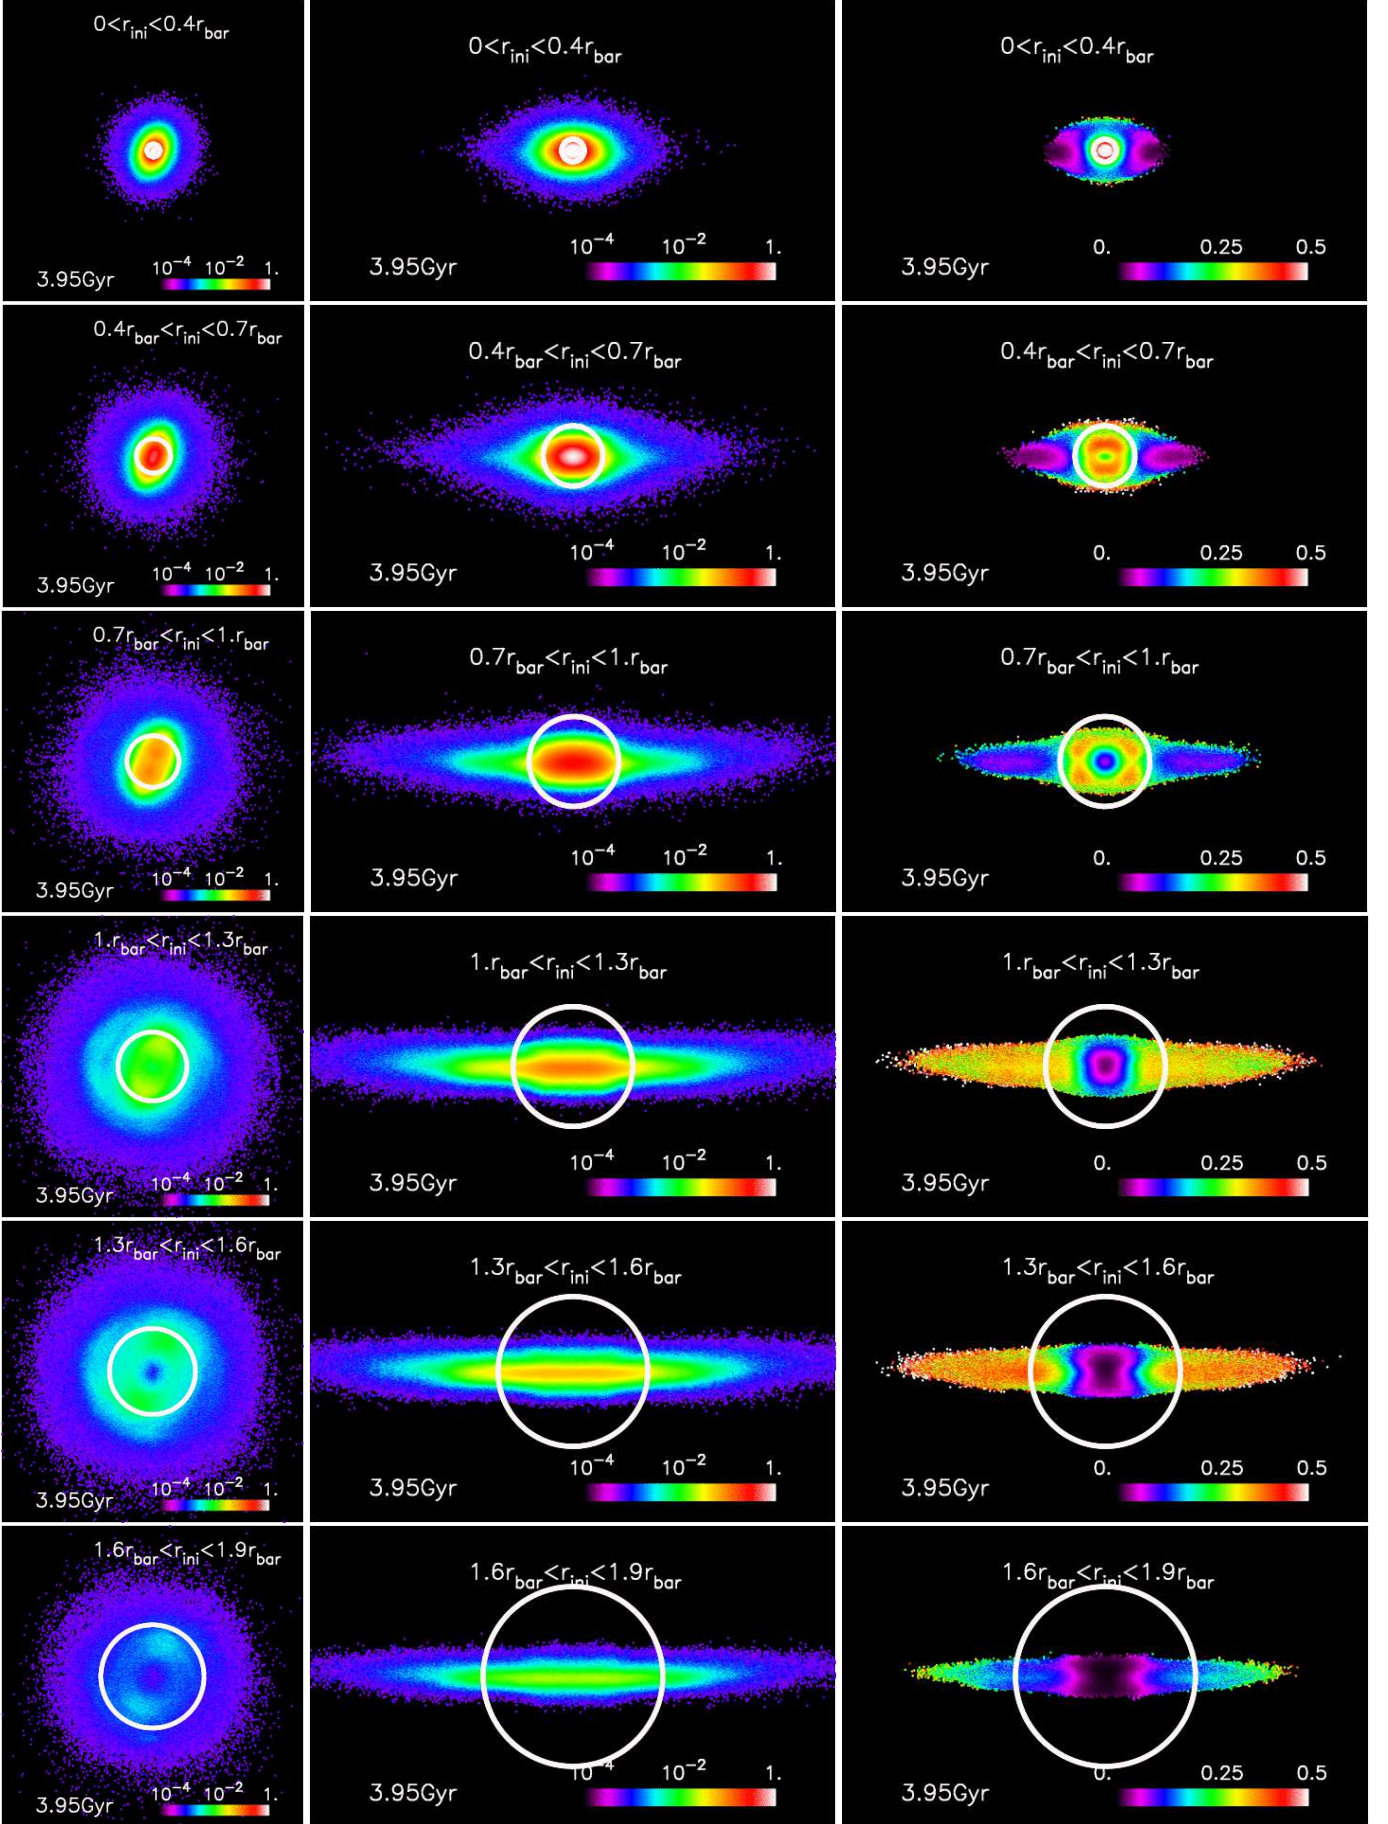 0<r_ini<0.4r_bar
10^-4 10^-2 1.
3.95Gyr
0<r_ini<0.4r_bar
10^-4 10^-2 1.
3.95Gyr
0<r_ini<0.4r_bar
0. 0.25 0.5
3.95Gyr
0.4r_bar<r_ini<0.7r_bar
10^-4 10^-2 1.
3.95Gyr
0.4r_bar<r_ini<0.7r_bar
10^-4 10^-2 1.
3.95Gyr
0.4r_bar<r_ini<0.7r_bar
0. 0.25 0.5
3.95Gyr
0.7r_bar<r_ini<1.r_bar
10^-4 10^-2 1.
3.95Gyr
0.7r_bar<r_ini<1.r_bar
10^-4 10^-2 1.
3.95Gyr
0.7r_bar<r_ini<1.r_bar
0. 0.25 0.5
3.95Gyr
1.r_bar<r_ini<1.3r_bar
10^-4 10^-2 1.
3.95Gyr
1.r_bar<r_ini<1.3r_bar
10^-4 10^-2 1.
3.95Gyr
1.r_bar<r_ini<1.3r_bar
0. 0.25 0.5
3.95Gyr
1.3r_bar<r_ini<1.6r_bar
10^-4 10^-2 1.
3.95Gyr
1.3r_bar<r_ini<1.6r_bar
10^-4 10^-2 1.
3.95Gyr
1.3r_bar<r_ini<1.6r_bar
0. 0.25 0.5
3.95Gyr
1.6r_bar<r_ini<1.9r_bar
10^-4 10^-2 1.
3.95Gyr
1.6r_bar<r_ini<1.9r_bar
10^-4 10^-2 1.
3.95Gyr
1.6r_bar<r_ini<1.9r_bar
0. 0.25 0.5
3.95Gyr